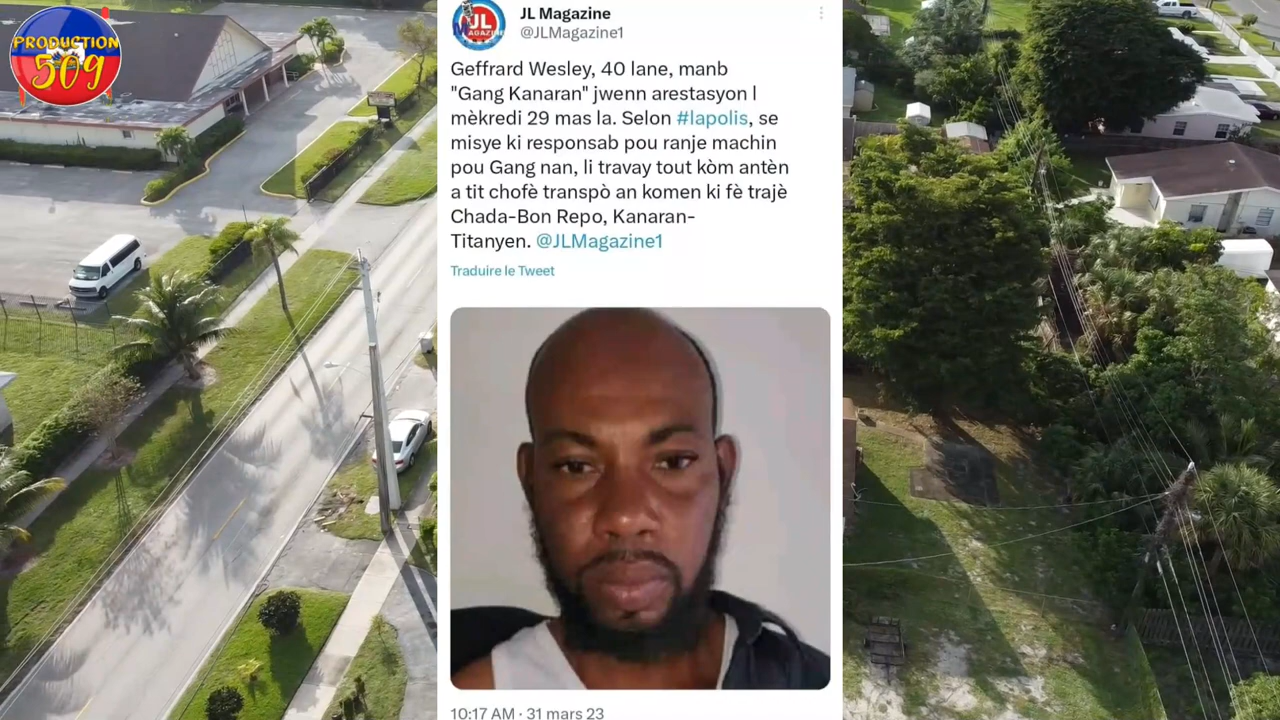 PRODUCTION
509
JL
MAGAZINE
JL Magazine
@JLMagazine1
Geffrard Wesley, 40 lane, manb
"Gang Kanaran" jwenn arestasyon l
mèkredi 29 mas la. Selon #lapolis, se
misye ki responsab pou ranje machin
pou Gang nan, li travay tout kòm antèn
a tit chofè transpò an komen ki fè trajè
Chada-Bon Repo, Kanaran-
Titanyen. @JLMagazine1
Traduire le Tweet
10:17 AM · 31 mars 23